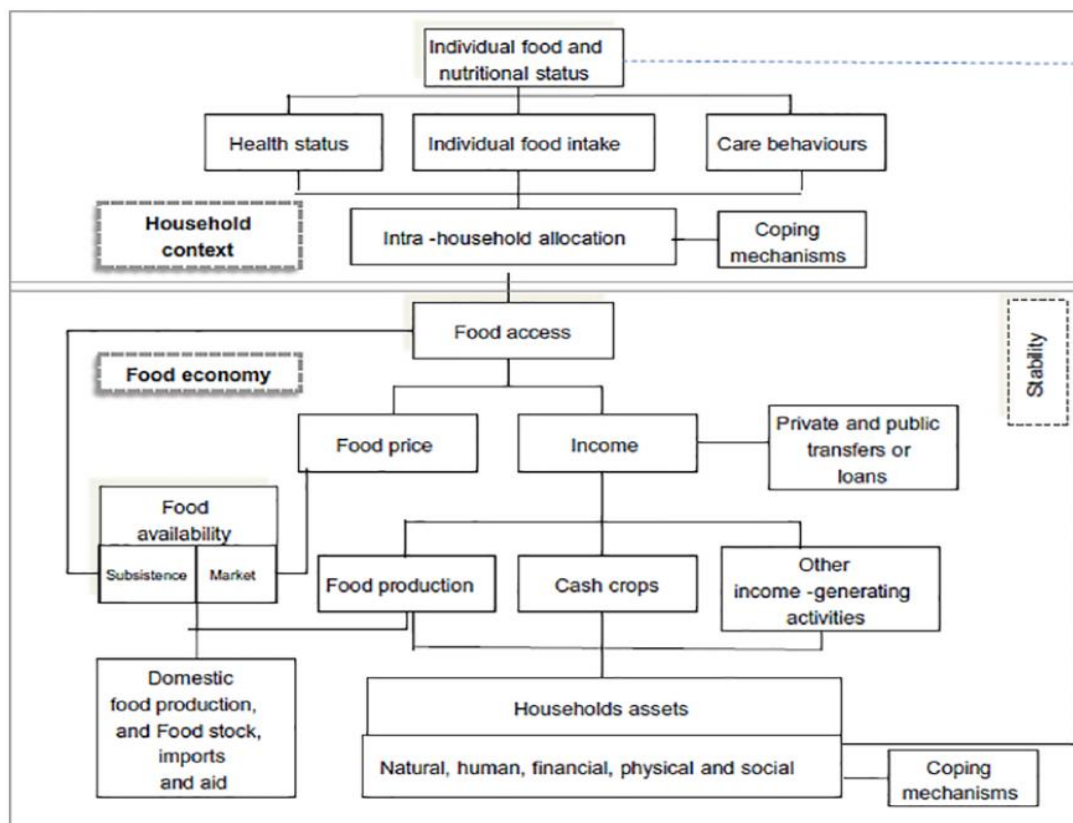 Individual food and
nutritional status
Health status
Individual food intake
Care behaviours
Household
context
Intra -household allocation
Coping
mechanisms
Food access
Stability
Food economy
Food price
Income
Private and public
transfers or
loans
Food
availability
Subsistence
Market
Food production
Cash crops
Other
income -generating
activities
Domestic
food production,
and Food stock,
imports
and aid
Households assets
Natural, human, financial, physical and social
Coping
mechanisms